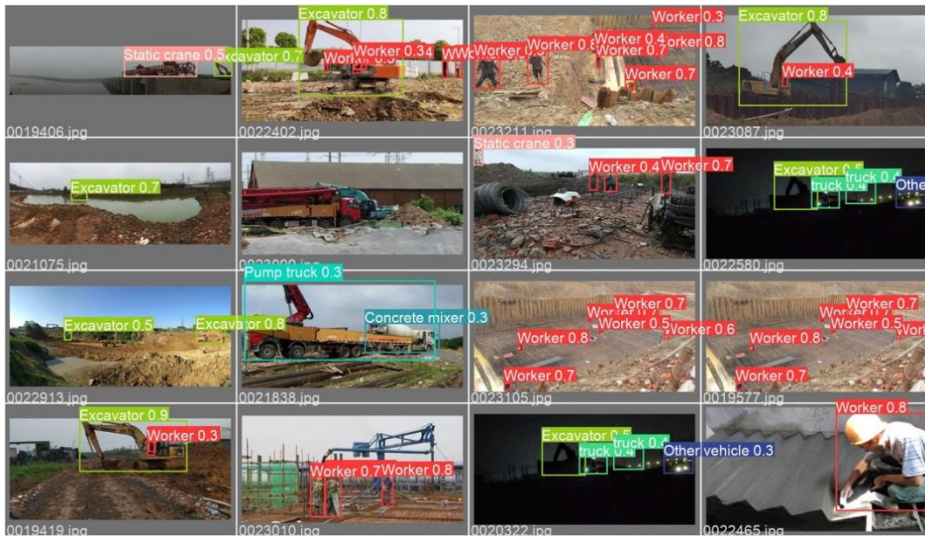 Static crane 0.5
Excavator 0.7
0019406.jpg
Excavator 0.8
Worker 0.34
0022402.jpg
Worker 0.3
Worker 0.4
Worker 0.8
Worker 0.7
Worker 0.7
0023211.jpg
Excavator 0.8
Worker 0.4
0023087.jpg
Excavator 0.7
0021075.jpg
Static crane 0.3
Worker 0.4
Worker 0.7
0023294.jpg
Excavator 0.5
truck 0.4
truck 0.4
Other
0022580.jpg
Excavator 0.5
Excavator 0.8
0022913.jpg
Pump truck 0.3
Concrete mixer 0.3
0021838.jpg
Worker 0.7
Worker 0.5
Worker 0.6
Worker 0.8
Worker 0.7
0023105.jpg
Worker 0.7
Worker 0.5
Worker 0.8
Worker 0.7
0019577.jpg
Excavator 0.9
Worker 0.3
0019419.jpg
Worker 0.7
Worker 0.8
0023010.jpg
Excavator 0.5
truck 0.4
truck 0.4
Other vehicle 0.3
0020322.jpg
Worker 0.8
0022465.jpg